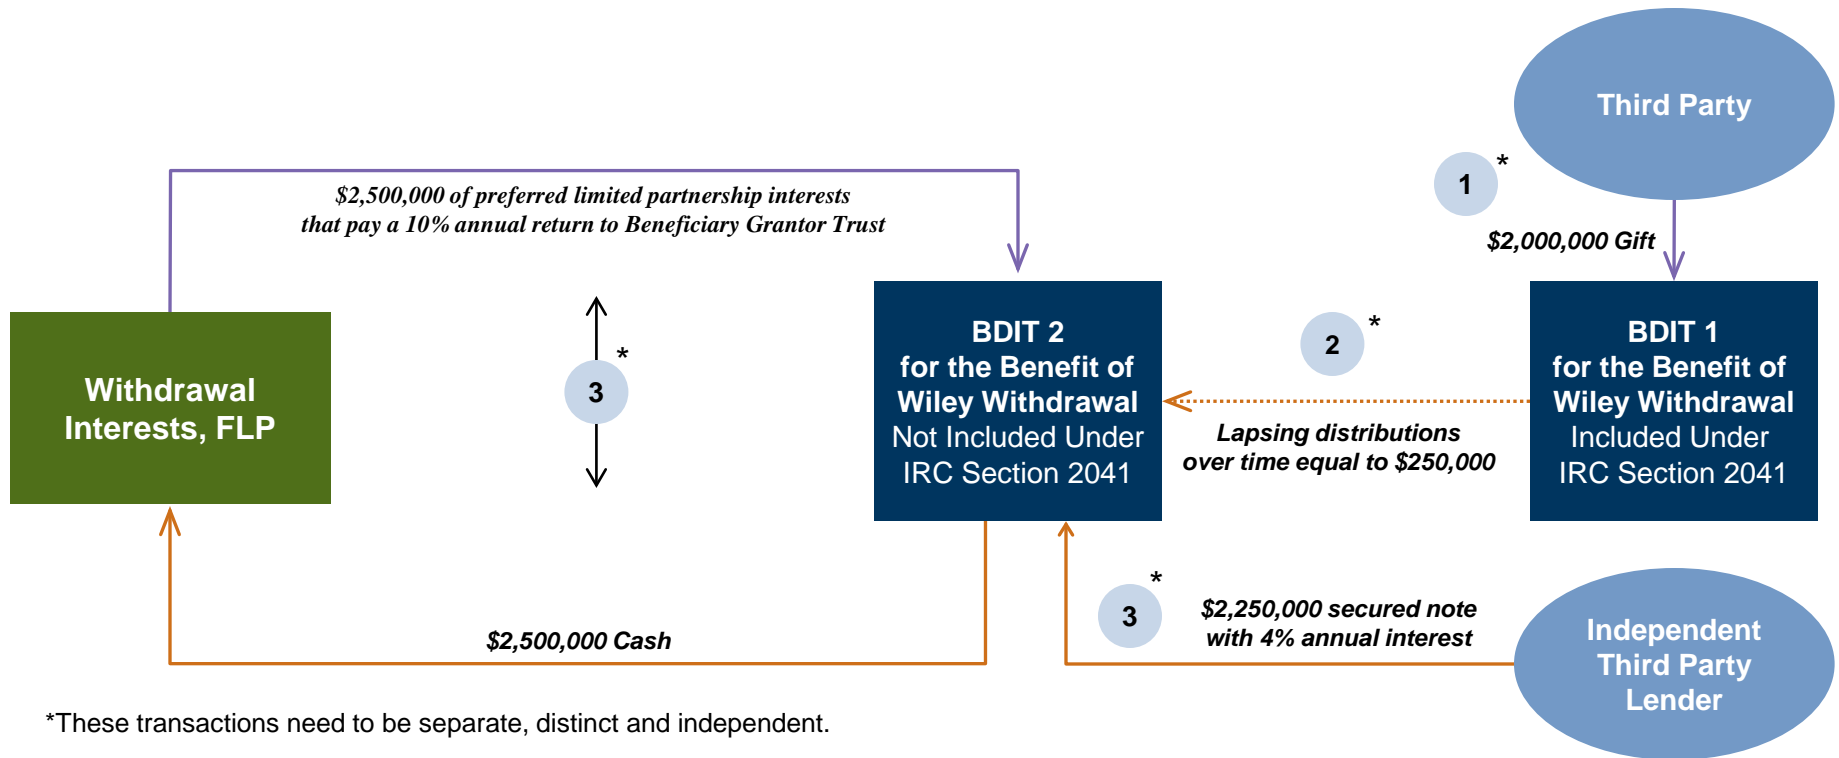 Third Party
1 *
$2,000,000 Gift
$2,500,000 of preferred limited partnership interests
that pay a 10% annual return to Beneficiary Grantor Trust
Withdrawal
Interests, FLP
3 *
BDIT 2
for the Benefit of
Wiley Withdrawal
Not Included Under
IRC Section 2041
2 *
Lapsing distributions
over time equal to $250,000
BDIT 1
for the Benefit of
Wiley Withdrawal
Included Under
IRC Section 2041
$2,500,000 Cash
3 *
$2,250,000 secured note
with 4% annual interest
Independent
Third Party
Lender
*These transactions need to be separate, distinct and independent.